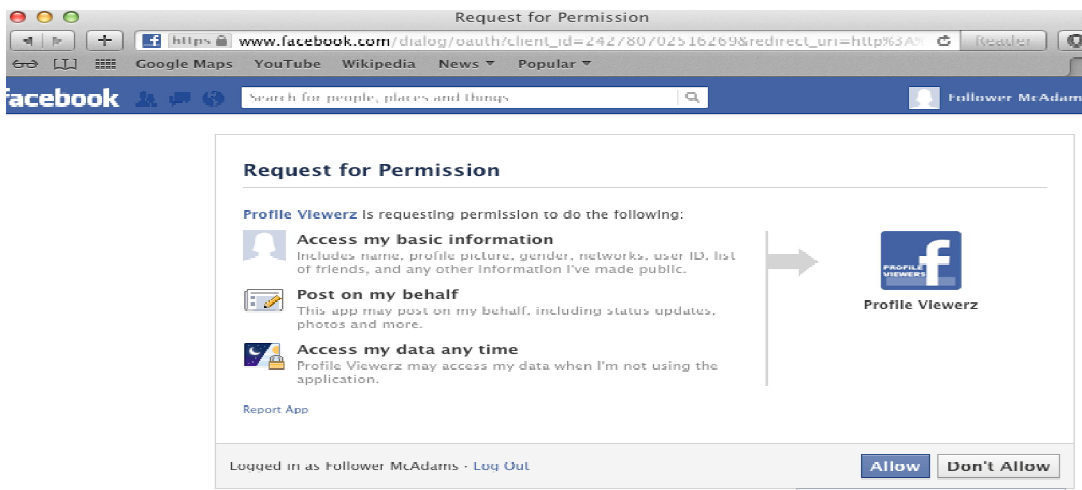 Request for Permission
https www.facebook.com/dialog/oauth/client_id=242780702516269&redirect_uri=http%3A% Reader
Google Maps YouTube Wikipedia News Popular
facebook Search for people, places and things Follower McAdam
Request for Permission
Profile Viewerz is requesting permission to do the following:
Access my basic information
Includes name, profile picture, gender, networks, user ID, list
of friends, and any other information I've made public.
Post on my behalf
This app may post on my behalf, including status updates,
photos and more.
Access my data any time
Profile Viewerz may access my data when I'm not using the
application.
PROFILE
VIEWERS
Profile Viewerz
Report App
Logged in as Follower McAdams · Log Out
Allow Don't Allow